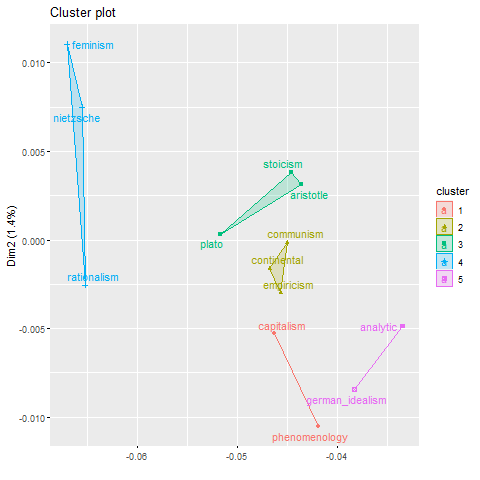 Cluster plot
feminism
0.010
nietzsche
0.005
stoicism
aristotle
plato
communism
0.000
continental
rationalism
empiricism
capitalism
analytic
-0.005
german_idealism
-0.010
phenomenology
-0.06
-0.05
-0.04
Dim2 (1.4%)
cluster
1
2
3
4
5